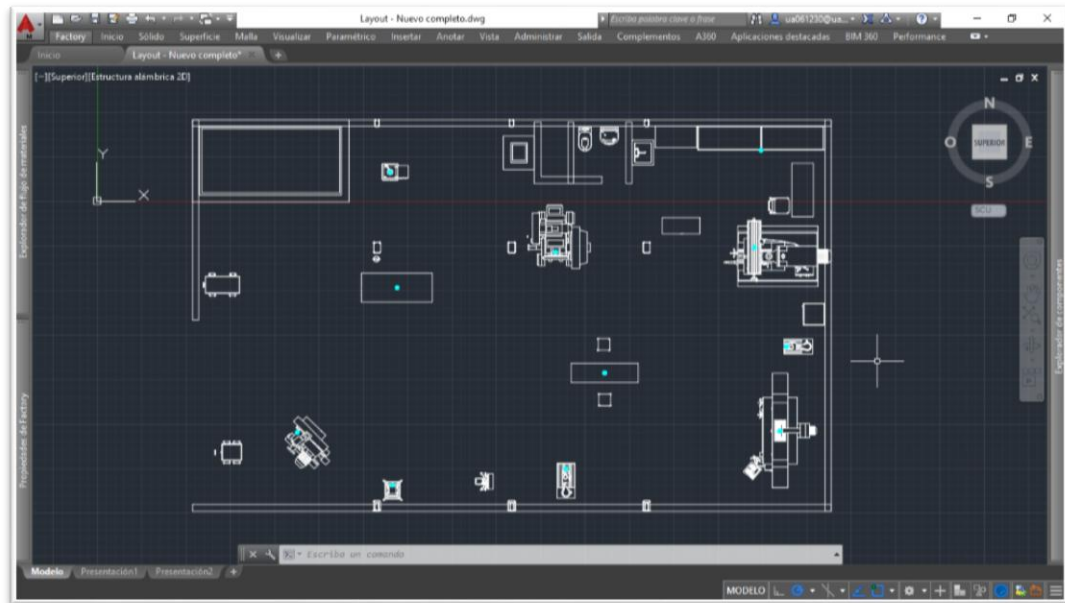 Layout - Nuevo completo.dwg
Escriba palabra clave o frase
ua061230@ua...
Factory Inicio Sólido Superficie Malla Visualizar Paramétrico Insertar Anotar Vista Administrar Salida Complementos A360 Aplicaciones destacadas BIM 360 Performance
Inicio Layout - Nuevo completo*
[−][Superior][Estructura alámbrica 2D]
N
O SUPERIOR E
S
SCU
Y
X
Explorador de flujo de materiales
Propiedades de Factory
Explorador de componentes
Escriba un comando
Modelo Presentación1 Presentación2 +
MODELO